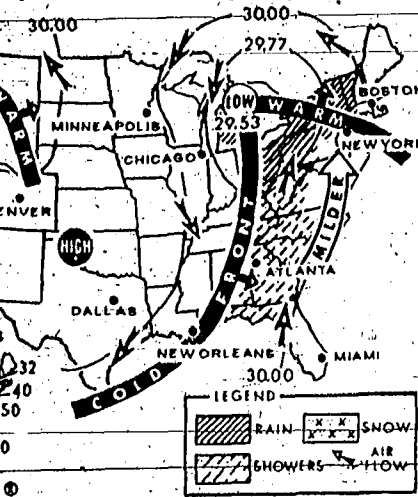 30.00
30.00
29.77
BOSTON
LOW
29.53
WARM
WARM
MINNEAPOLIS
NEW YORK
CHICAGO
ENVER
HIGH
FRONT
MILDER
ATLANTA
DALLAS
NEW ORLEANS
MIAMI
COLD
30.00
32
40
50
0
LEGEND
RAIN
SNOW
SHOWERS
AIR FLOW
®